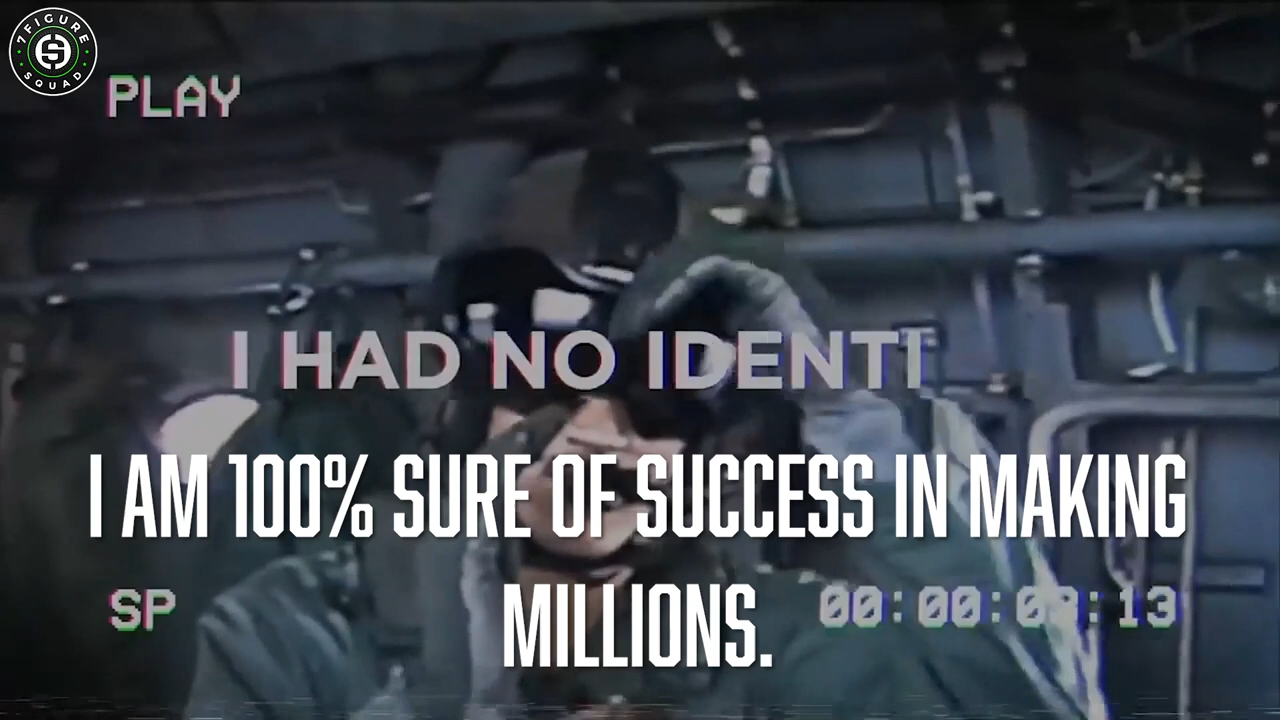 7FIGURE
SQUAD
PLAY
I HAD NO IDENTI
I AM 100% SURE OF SUCCESS IN MAKING
MILLIONS.
SP